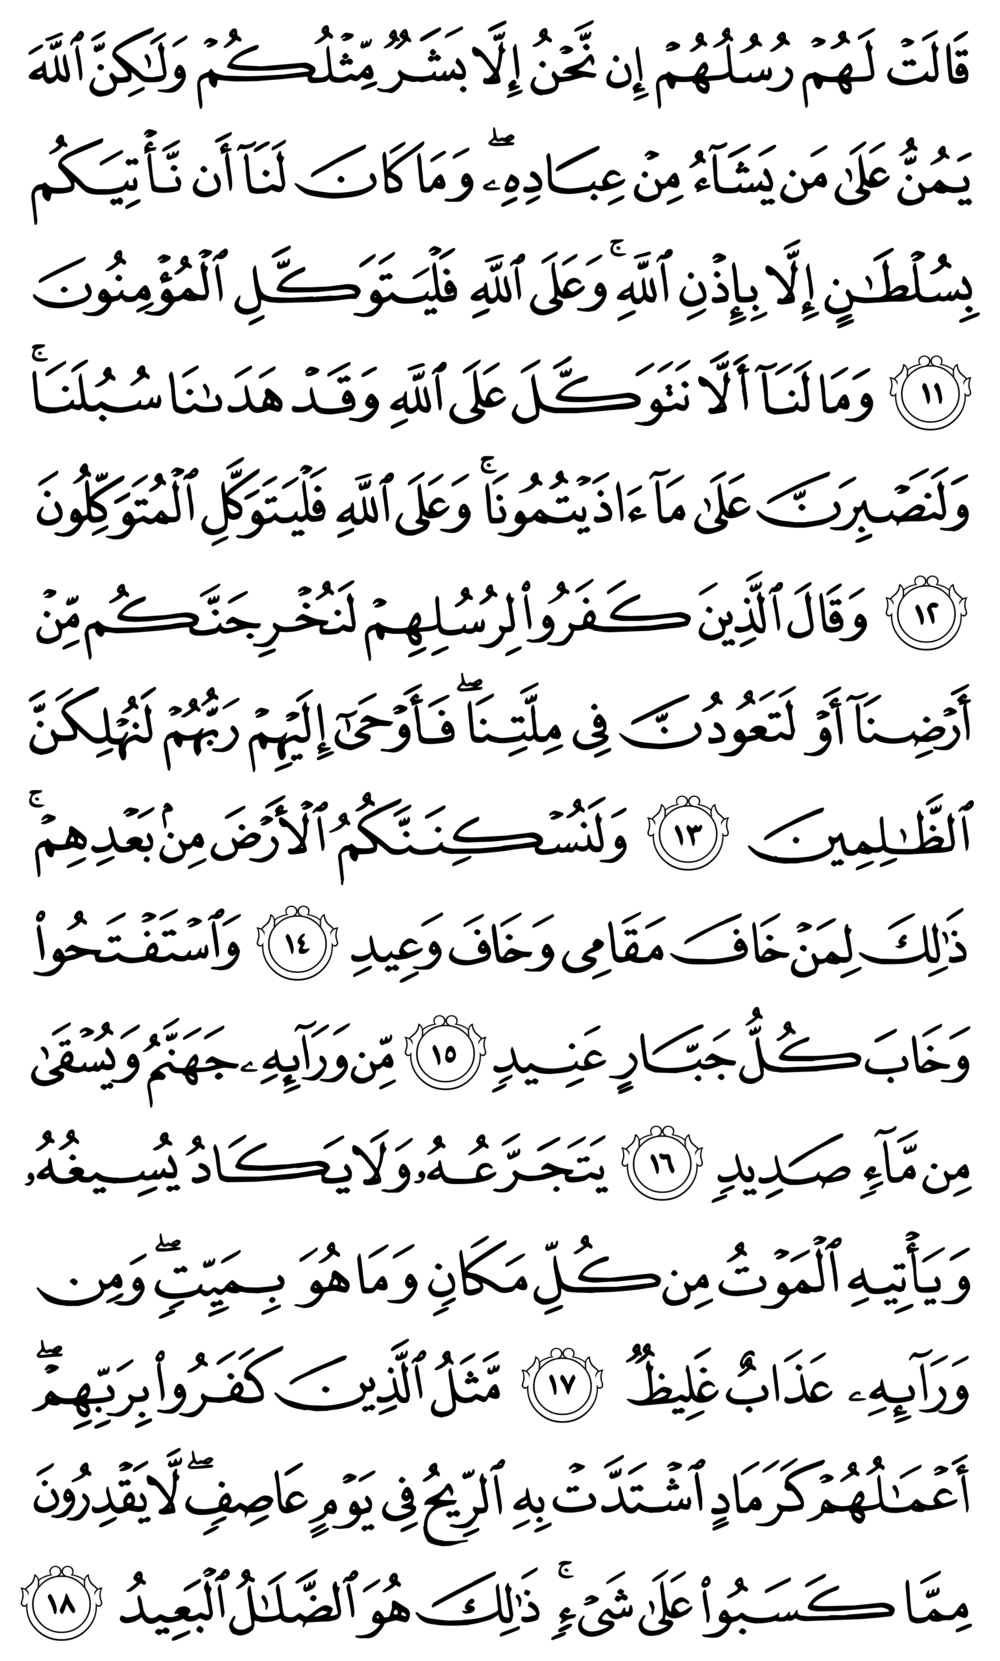 قَالَتۡ لَهُمۡ رُسُلُهُمۡ إِن نَّحۡنُ إِلَّا بَشَرٞ مِّثۡلُكُمۡ وَلَٰكِنَّ ٱللَّهَ
يَمُنُّ عَلَىٰ مَن يَشَآءُ مِنۡ عِبَادِهِۦۖ وَمَا كَانَ لَنَآ أَن نَّأۡتِيَكُم
بِسُلۡطَٰنٍ إِلَّا بِإِذۡنِ ٱللَّهِۚ وَعَلَى ٱللَّهِ فَلۡيَتَوَكَّلِ ٱلۡمُؤۡمِنُونَ
١١ وَمَا لَنَآ أَلَّا نَتَوَكَّلَ عَلَى ٱللَّهِ وَقَدۡ هَدَىٰنَا سُبُلَنَاۚ
وَلَنَصۡبِرَنَّ عَلَىٰ مَآ ءَاذَيۡتُمُونَاۚ وَعَلَى ٱللَّهِ فَلۡيَتَوَكَّلِ ٱلۡمُتَوَكِّلُونَ
١٢ وَقَالَ ٱلَّذِينَ كَفَرُواْ لِرُسُلِهِمۡ لَنُخۡرِجَنَّكُم مِّنۡ
أَرۡضِنَآ أَوۡ لَتَعُودُنَّ فِي مِلَّتِنَاۖ فَأَوۡحَىٰٓ إِلَيۡهِمۡ رَبُّهُمۡ لَنُهۡلِكَنَّ
ٱلظَّٰلِمِينَ ١٣ وَلَنُسۡكِنَنَّكُمُ ٱلۡأَرۡضَ مِنۢ بَعۡدِهِمۡۚ
ذَٰلِكَ لِمَنۡ خَافَ مَقَامِي وَخَافَ وَعِيدِ ١٤ وَٱسۡتَفۡتَحُواْ
وَخَابَ كُلُّ جَبَّارٍ عَنِيدٖ ١٥ مِّن وَرَآئِهِۦ جَهَنَّمُ وَيُسۡقَىٰ
مِن مَّآءٖ صَدِيدٖ ١٦ يَتَجَرَّعُهُۥ وَلَا يَكَادُ يُسِيغُهُۥ
وَيَأۡتِيهِ ٱلۡمَوۡتُ مِن كُلِّ مَكَانٖ وَمَا هُوَ بِمَيِّتٖۖ وَمِن
وَرَآئِهِۦ عَذَابٌ غَلِيظٞ ١٧ مَّثَلُ ٱلَّذِينَ كَفَرُواْ بِرَبِّهِمۡۖ
أَعۡمَٰلُهُمۡ كَرَمَادٍ ٱشۡتَدَّتۡ بِهِ ٱلرِّيحُ فِي يَوۡمٍ عَاصِفٖۖ لَّا يَقۡدِرُونَ
مِمَّا كَسَبُواْ عَلَىٰ شَيۡءٖۚ ذَٰلِكَ هُوَ ٱلضَّلَٰلُ ٱلۡبَعِيدُ ١٨